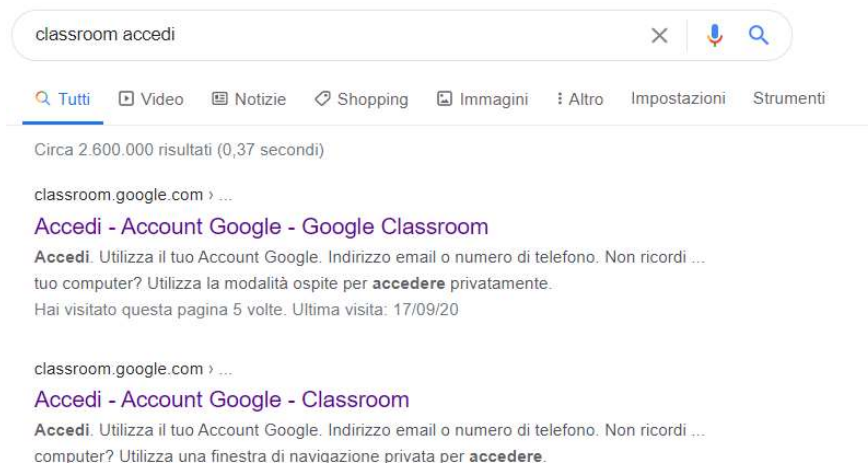 classroom accedi
Tutti Video Notizie Shopping Immagini Altro Impostazioni Strumenti
Circa 2.600.000 risultati (0,37 secondi)
classroom.google.com › ...
Accedi - Account Google - Google Classroom
Accedi. Utilizza il tuo Account Google. Indirizzo email o numero di telefono. Non ricordi ...
tuo computer? Utilizza la modalità ospite per accedere privatamente.
Hai visitato questa pagina 5 volte. Ultima visita: 17/09/20
classroom.google.com › ...
Accedi - Account Google - Classroom
Accedi. Utilizza il tuo Account Google. Indirizzo email o numero di telefono. Non ricordi ...
computer? Utilizza una finestra di navigazione privata per accedere.